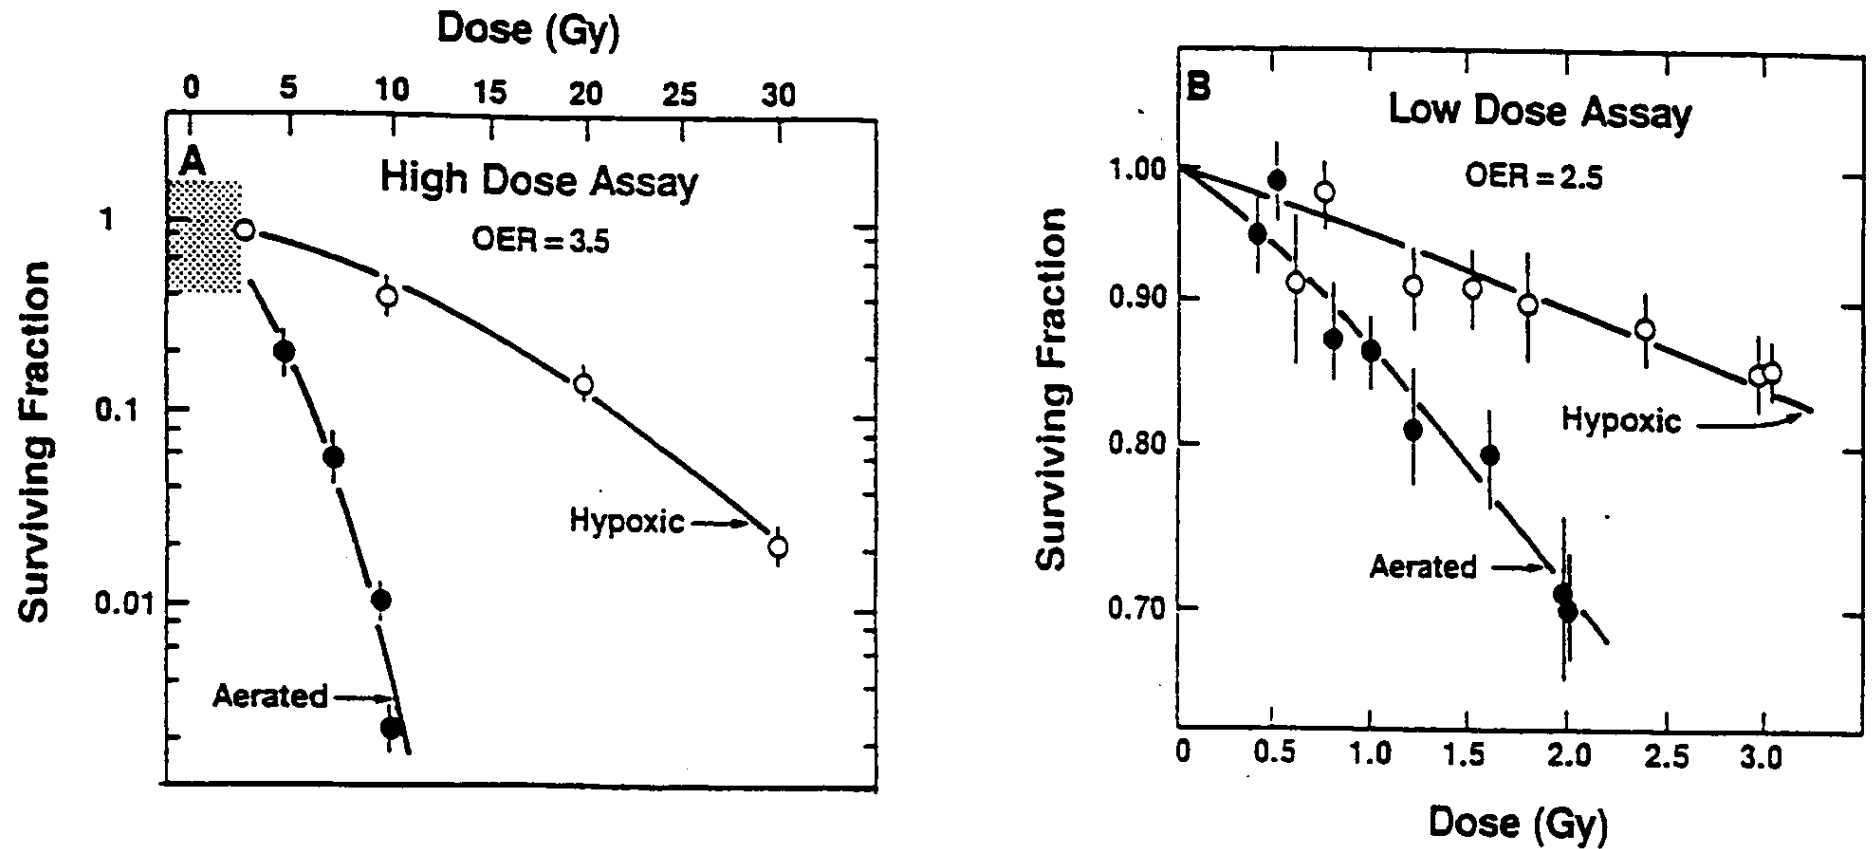 Dose (Gy)
0 5 10 15 20 25 30
A
High Dose Assay
OER = 3.5
1
0.1
0.01
Surviving Fraction
Hypoxic
Aerated
B
Low Dose Assay
OER = 2.5
1.00
0.90
0.80
0.70
Surviving Fraction
Hypoxic
Aerated
0 0.5 1.0 1.5 2.0 2.5 3.0
Dose (Gy)